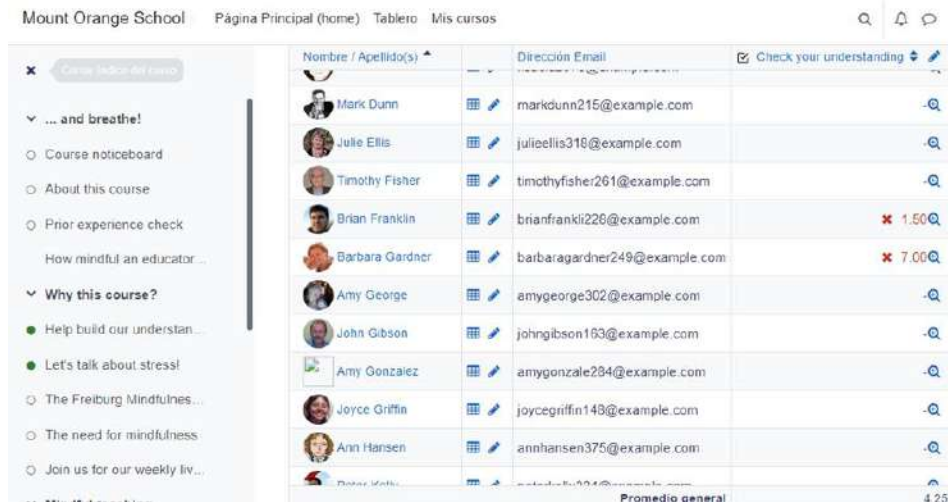 Mount Orange School Página Principal (home) Tablero Mis cursos
Nombre / Apellido(s) Dirección Email Check your understanding
... and breathe!
Course noticeboard
About this course
Prior experience check
How mindful an educator ...
Why this course?
Help build our understan...
Let's talk about stress!
The Freiburg Mindfulnes...
The need for mindfulness
Join us for our weekly liv...
Mark Dunn markdunn215@example.com -
Julie Ellis julieellis318@example.com -
Timothy Fisher timothyfisher261@example.com -
Brian Franklin brianfrankli228@example.com 1.50
Barbara Gardner barbaragardner249@example.com 7.00
Amy George amygeorge302@example.com -
John Gibson johngibson163@example.com -
Amy Gonzalez amygonzale284@example.com -
Joyce Griffin joycegriffin148@example.com -
Ann Hansen annhansen375@example.com -
Promedio general 4.25